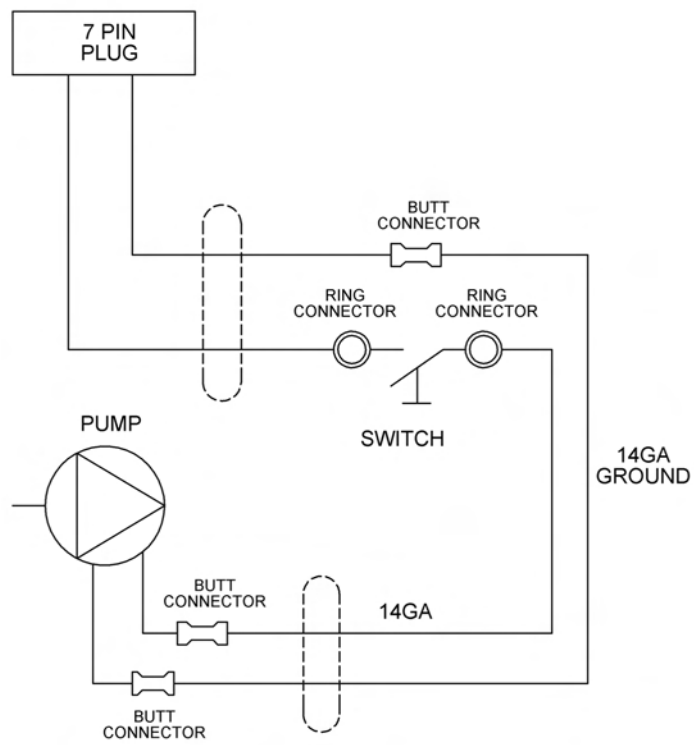 7 PIN
PLUG
BUTT
CONNECTOR
RING
CONNECTOR
RING
CONNECTOR
PUMP
SWITCH
14GA
GROUND
BUTT
CONNECTOR
14GA
BUTT
CONNECTOR